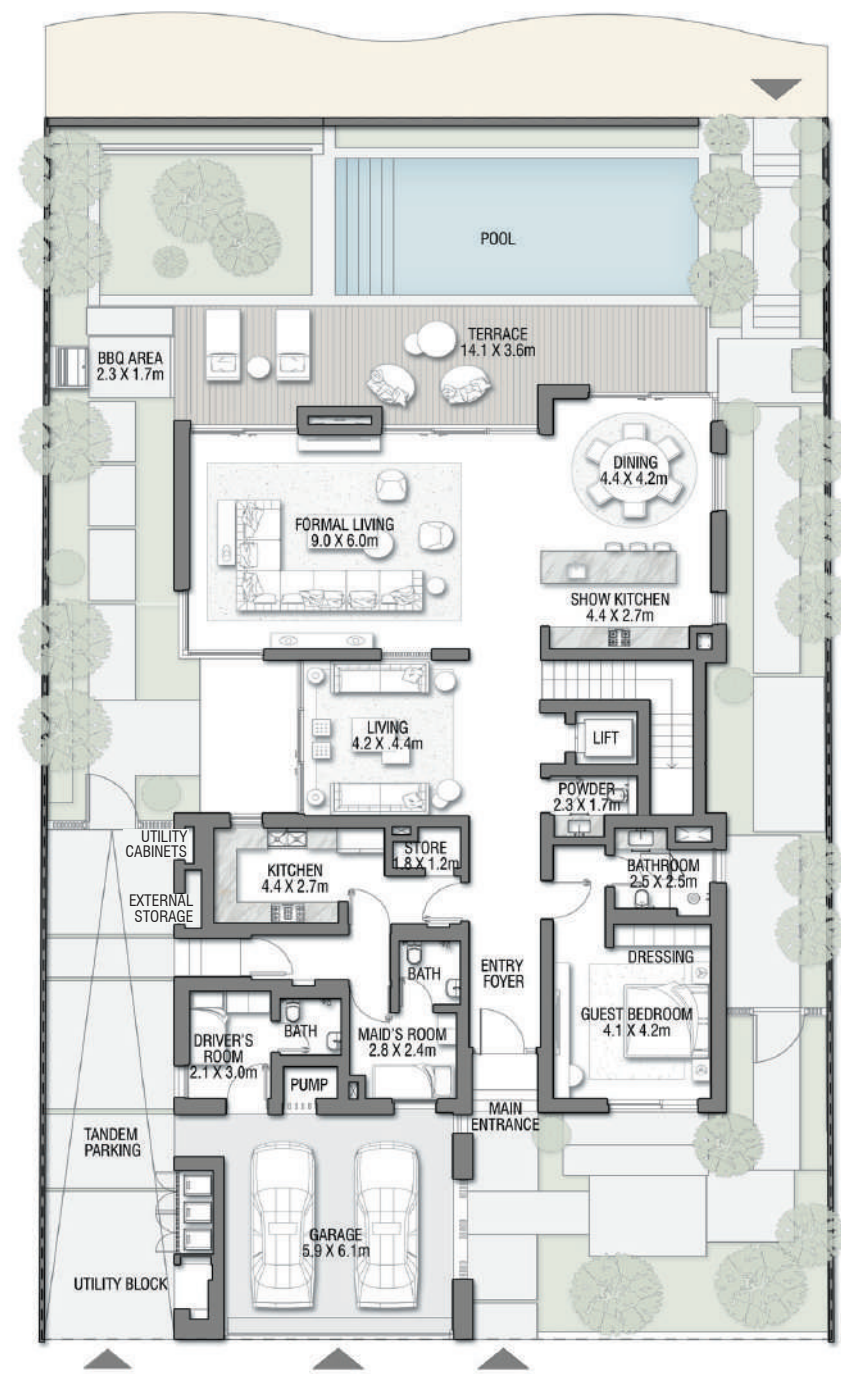 POOL
TERRACE
14.1 X 3.6m
BBQ AREA
2.3 X 1.7m
DINING
4.4 X 4.2m
FORMAL LIVING
9.0 X 6.0m
SHOW KITCHEN
4.4 X 2.7m
LIVING
4.2 X .4.4m
LIFT
POWDER
2.3 X 1.7m
UTILITY
CABINETS
STORE
1.8 X 1.2m
KITCHEN
4.4 X 2.7m
BATHROOM
2.5 X 2.5m
EXTERNAL
STORAGE
DRESSING
ENTRY
FOYER
BATH
GUEST BEDROOM
4.1 X 4.2m
DRIVER'S
ROOM
2.1 X 3.0m
BATH
MAID'S ROOM
2.8 X 2.4m
PUMP
MAIN
ENTRANCE
TANDEM
PARKING
GARAGE
5.9 X 6.1m
UTILITY BLOCK